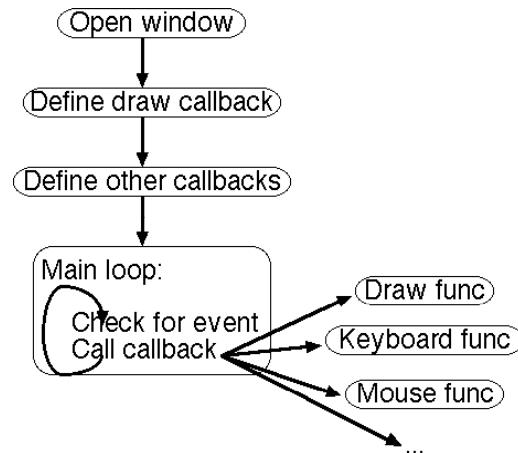 Open window
Define draw callback
Define other callbacks
Main loop:
Check for event
Call callback
Draw func
Keyboard func
Mouse func
...